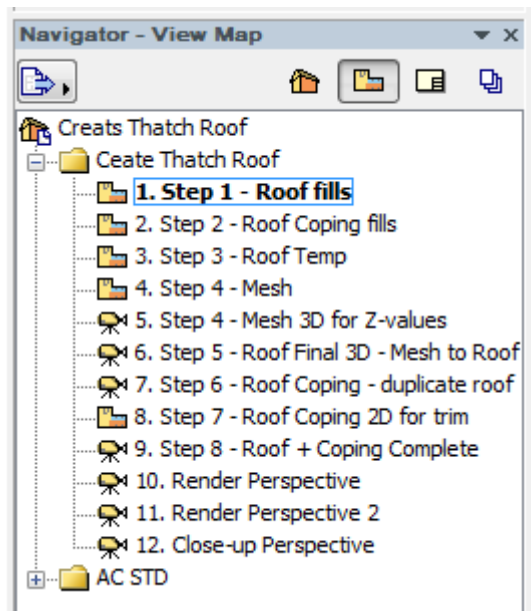 Navigator - View Map
Creats Thatch Roof
Ceate Thatch Roof
1. Step 1 - Roof fills
2. Step 2 - Roof Coping fills
3. Step 3 - Roof Temp
4. Step 4 - Mesh
5. Step 4 - Mesh 3D for Z-values
6. Step 5 - Roof Final 3D - Mesh to Roof
7. Step 6 - Roof Coping - duplicate roof
8. Step 7 - Roof Coping 2D for trim
9. Step 8 - Roof + Coping Complete
10. Render Perspective
11. Render Perspective 2
12. Close-up Perspective
AC STD